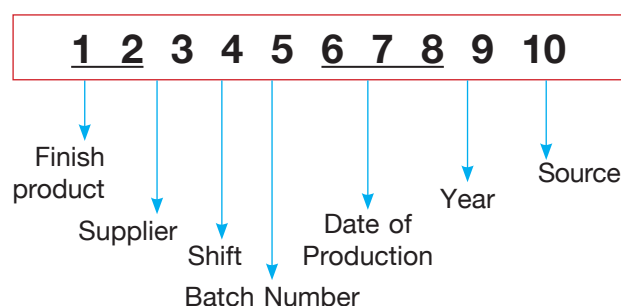 1 2 3 4 5 6 7 8 9 10
Finish
product
Supplier
Shift
Batch Number
Date of
Production
Year
Source